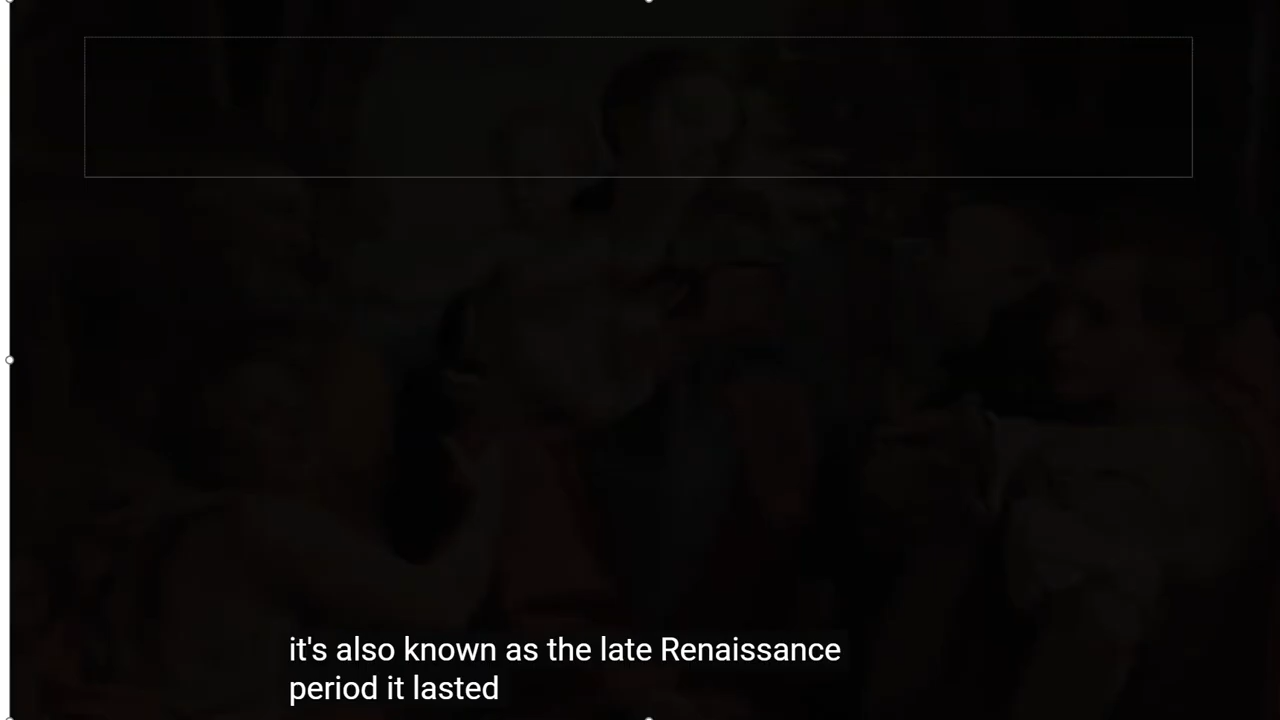 it's also known as the late Renaissance
period it lasted